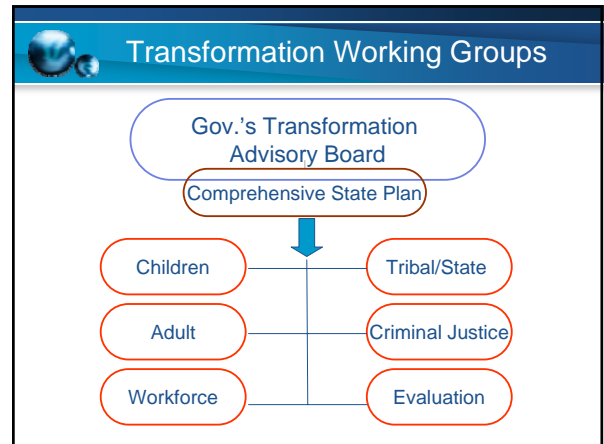 Transformation Working Groups
Gov.'s Transformation
Advisory Board
Comprehensive State Plan
Children
Tribal/State
Adult
Criminal Justice
Workforce
Evaluation